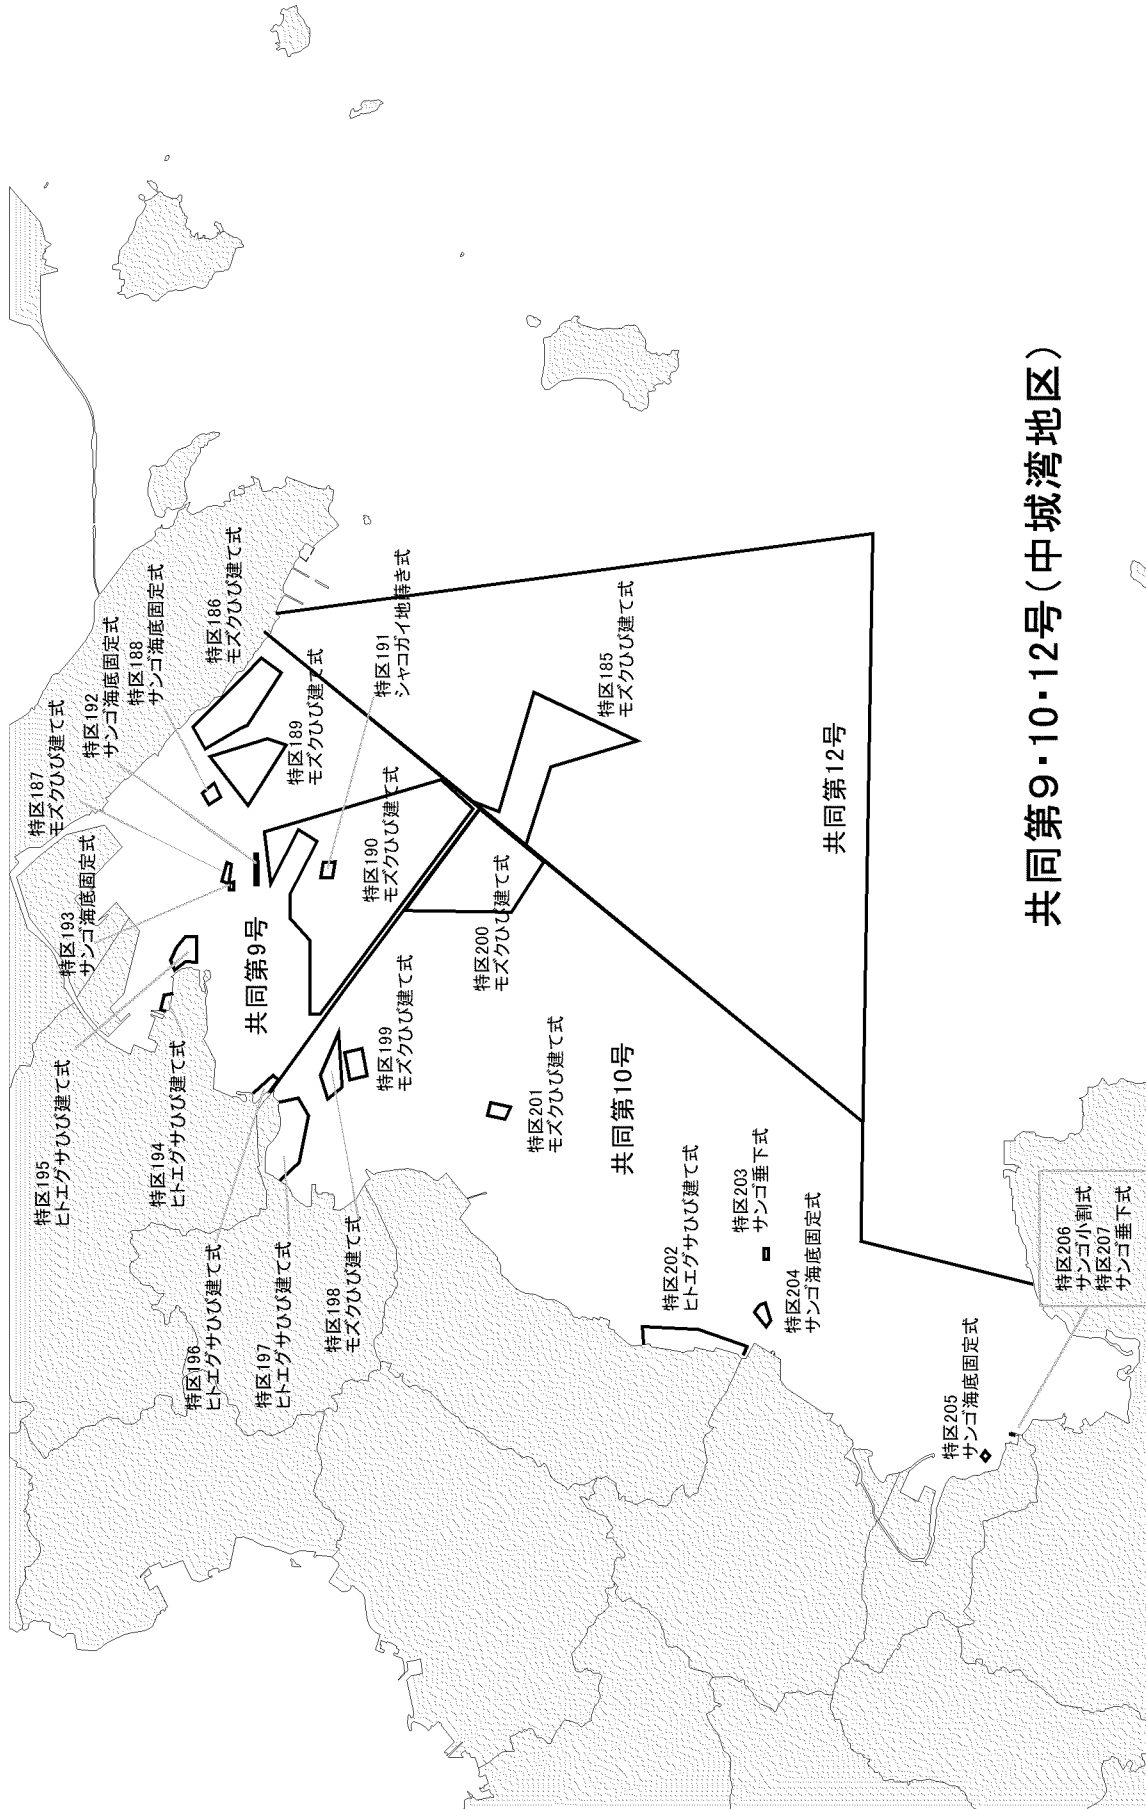 特区187
モズクひび建て式
特区192
サンゴ海底固定式
特区188
サンゴ海底固定式
特区186
モズクひび建て式
特区189
モズクひび建て式
特区191
シャコガイ地蒔き式
特区185
モズクひび建て式
特区193
サンゴ海底固定式
共同第9号
特区190
モズクひび建て式
特区200
モズクひび建て式
共同第12号
特区195
ヒトエグサひび建て式
特区194
ヒトエグサひび建て式
特区199
モズクひび建て式
特区201
モズクひび建て式
共同第10号
特区196
ヒトエグサひび建て式
特区197
ヒトエグサひび建て式
特区198
モズクひび建て式
特区202
ヒトエグサひび建て式
特区203
サンゴ垂下式
特区204
サンゴ海底固定式
特区205
サンゴ海底固定式
特区206
サンゴ小割式
特区207
サンゴ垂下式
共同第9・10・12号(中城湾地区)